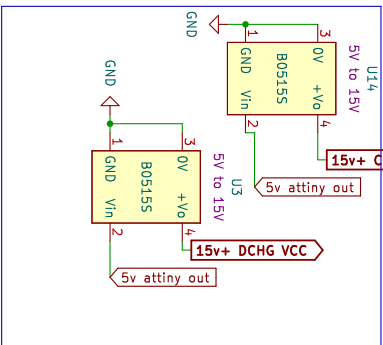 GND
1
3
GND
0V
B0515S
Vin
+Vo
2
4
5V to 15V
U14
15v+ C
5v attiny out
GND
1
3
GND
0V
B0515S
Vin
+Vo
2
4
5V to 15V
U3
15v+ DCHG VCC
5v attiny out